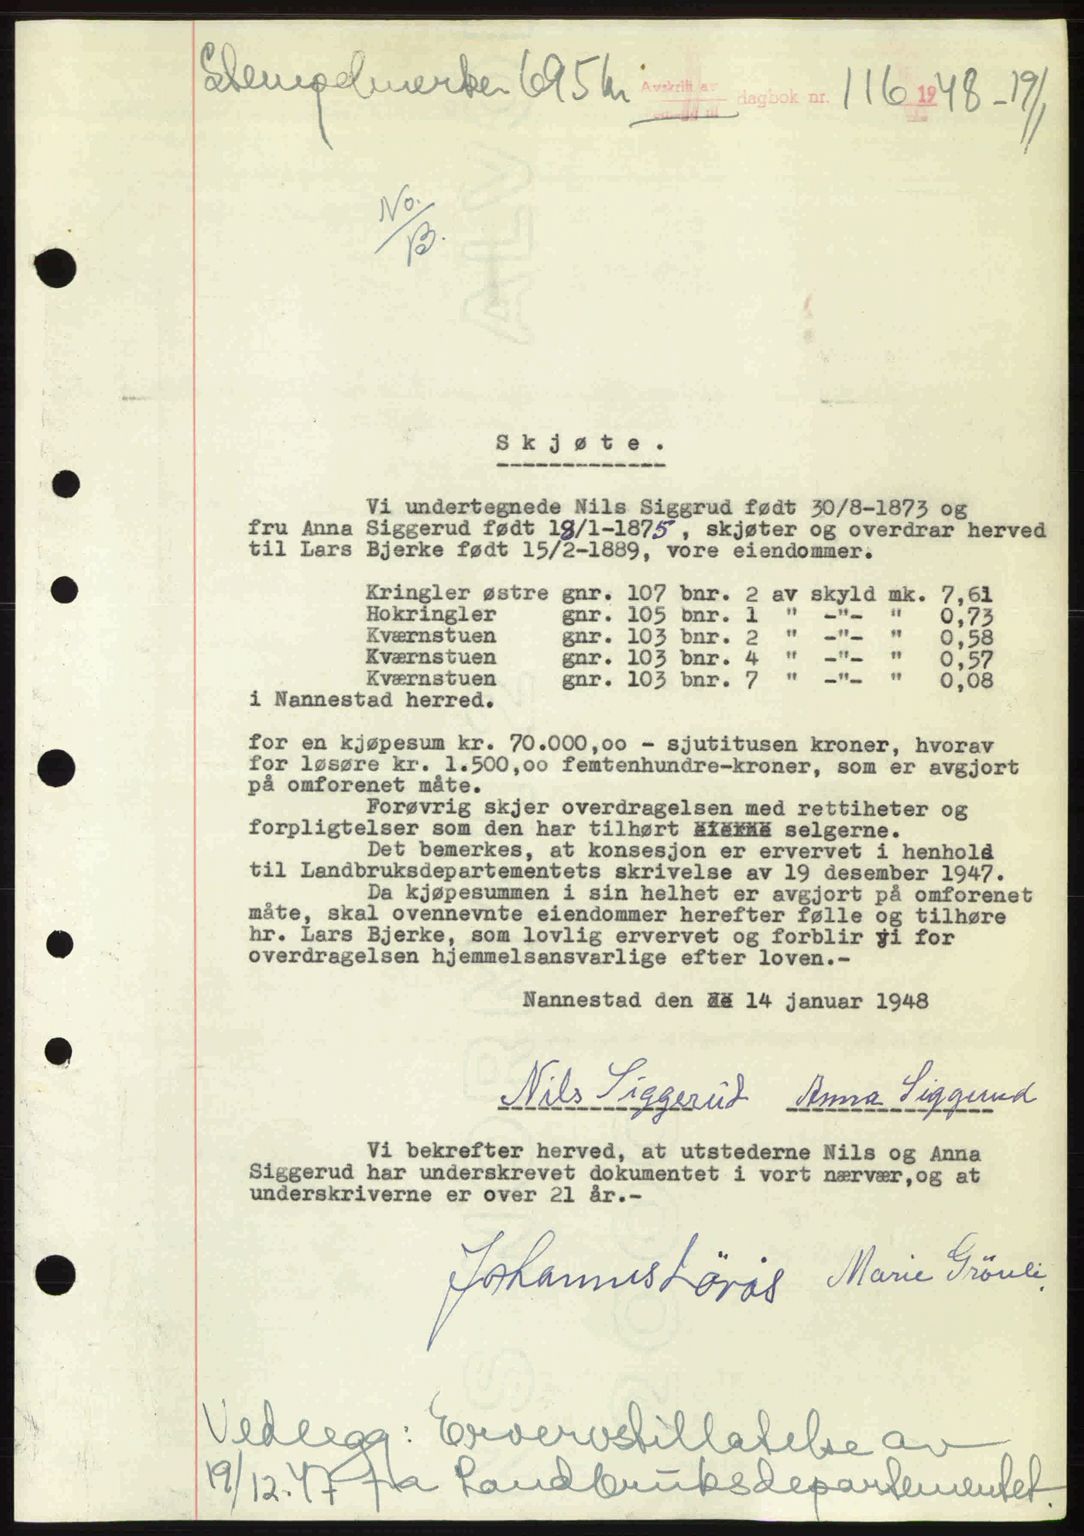 Stempelmerker 695 kr Avskrift av dagbok nr. 116 1948 - 19/1
No.
B.
Skjøte.
Vi undertegnede Nils Siggrud født 30/8-1873 og
fru Anna Siggerud født 18/1-1875, skjøter og overdrar herved
til Lars Bjerke født 15/2-1889, vore eiendommer.
Kringler østre gnr. 107 bnr. 2 av skyld mk. 7,61
Hokringler gnr. 105 bnr. 1 " -"- " 0,73
Kværnstuen gnr. 103 bnr. 2 " -"- " 0,58
Kværnstuen gnr. 103 bnr. 4 " -"- " 0,57
Kværnstuen gnr. 103 bnr. 7 " -"- " 0,08
i Nannestad herred.
for en kjøpesum kr. 70.000,oo - sjutitusen kroner, hvorav
for løsøre kr. 1.500,oo femtenhundre-kroner, som er avgjort
på omforenet måte.
Forøvrig skjer overdragelsen med rettiheter og
forpligtelser som den har tilhørt selgerne.
Det bemerkes, at konsesjon er ervervet i henhold
til Landbruksdepartementets skrivelse av 19 desember 1947.
Da kjøpesummen i sin helhet er avgjort på omforenet
måte, skal ovennevnte eiendommer herefter følle og tilhøre
hr. Lars Bjerke, som lovlig ervervet og forblir vi for
overdragelsen hjemmelsansvarlige efter loven.-
Nannestad den 14 januar 1948
Nils Siggerud Anna Siggerud
Vi bekrefter herved, at utstederne Nils og Anna
Siggerud har underskrevet dokumentet i vort nærvær,og at
underskriverne er over 21 år.-
Johannes Löràs Marie Grönli.
Vedlegg: Ervervstillatelse av
19/12.47 fra Landbruksdepartementet.